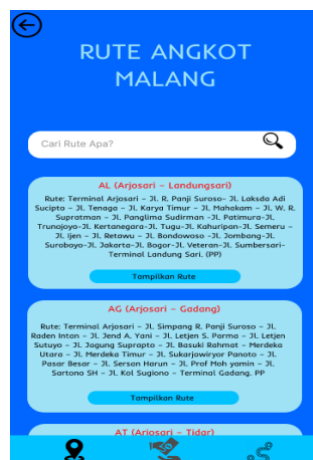 RUTE ANGKOT
MALANG
Cari Rute Apa?
AL (Arjosari - Landungsari)
Rute: Terminal Arjosari - Jl. R. Panji Suroso- Jl. Laksda Adi
Sucipto - Jl. Tenaga - Jl. Karya Timur - Jl. Mahakam - Jl. W. R.
Supratman - Jl. Panglima Sudirman -Jl. Patimura-Jl.
Trunojoyo-Jl. Kertanegara-Jl. Tugu-Jl. Kahuripan-Jl. Semeru -
Jl. Ijen - Jl. Retawu - Jl. Bondowoso -Jl. Jombang-Jl.
Surabaya-Jl. Jakarta-Jl. Bogor-Jl. Veteran-Jl. Sumbersari-
Terminal Landung Sari. (PP)
Tampilkan Rute
AG (Arjosari - Gadang)
Rute: Terminal Arjosari - Jl. Simpang R. Panji Suroso - Jl.
Raden Intan - Jl. Jend A. Yani - Jl. Letjen S. Parma - Jl. Letjen
Sutuyo - Jl. Jagung Suprapto - Jl. Basuki Rahmat - Merdeka
Utara - Jl. Merdeka Timur - Jl. Sukarjowiryor Panoto - Jl.
Pasar Besar - Jl. Sersan Harun - Jl. Prof Moh yamin - Jl.
Sartono SH - Jl. Kol Sugiono - Terminal Gadang. PP
Tampilkan Rute
AT (Arjosari - Tidar)